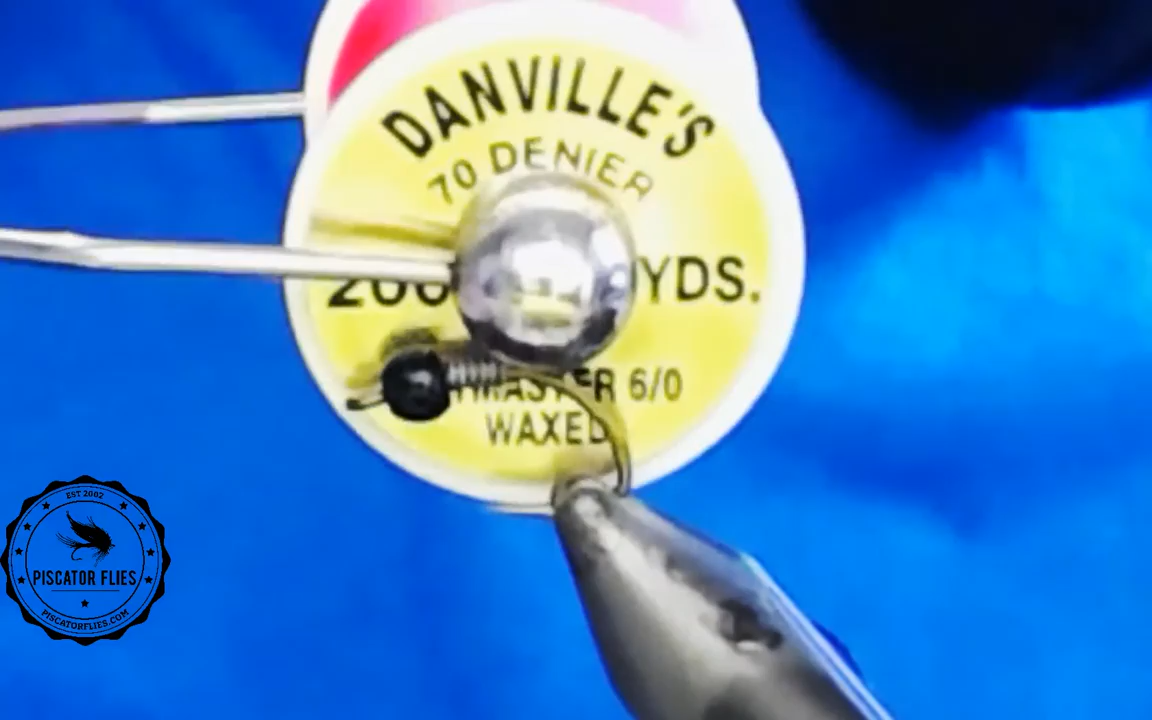 DANVILLE'S
70 DENIER
YDS.
6/0
WAXED
EST 2002
PISCATOR FLIES
PISCATORFLIES.COM